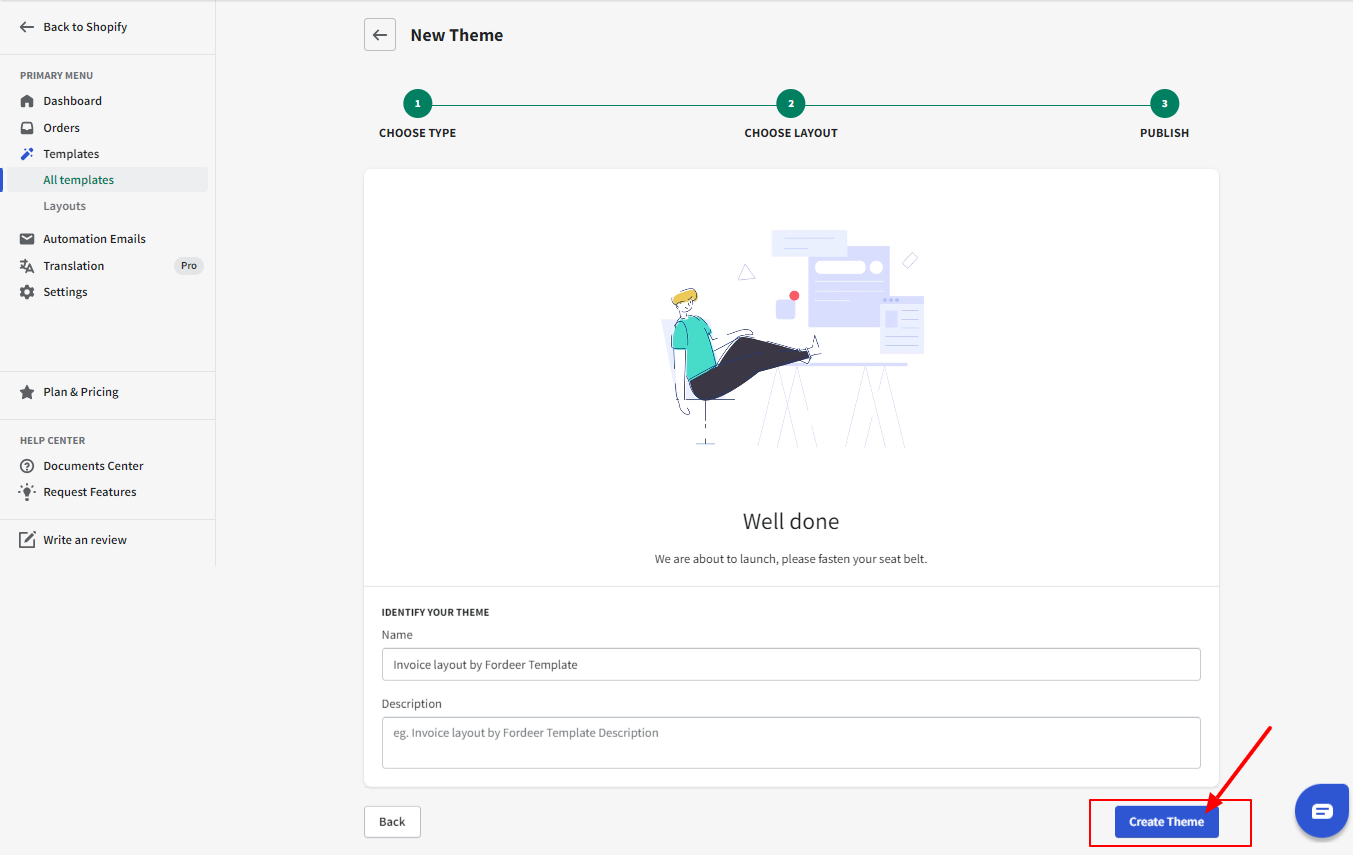 Back to Shopify
PRIMARY MENU
Dashboard
Orders
Templates
All templates
Layouts
Automation Emails
Translation Pro
Settings
Plan & Pricing
HELP CENTER
Documents Center
Request Features
Write an review
New Theme
1 2 3
CHOOSE TYPE CHOOSE LAYOUT PUBLISH
Well done
We are about to launch, please fasten your seat belt.
IDENTIFY YOUR THEME
Name
Invoice layout by Fordeer Template
Description
eg. Invoice layout by Fordeer Template Description
Back Create Theme